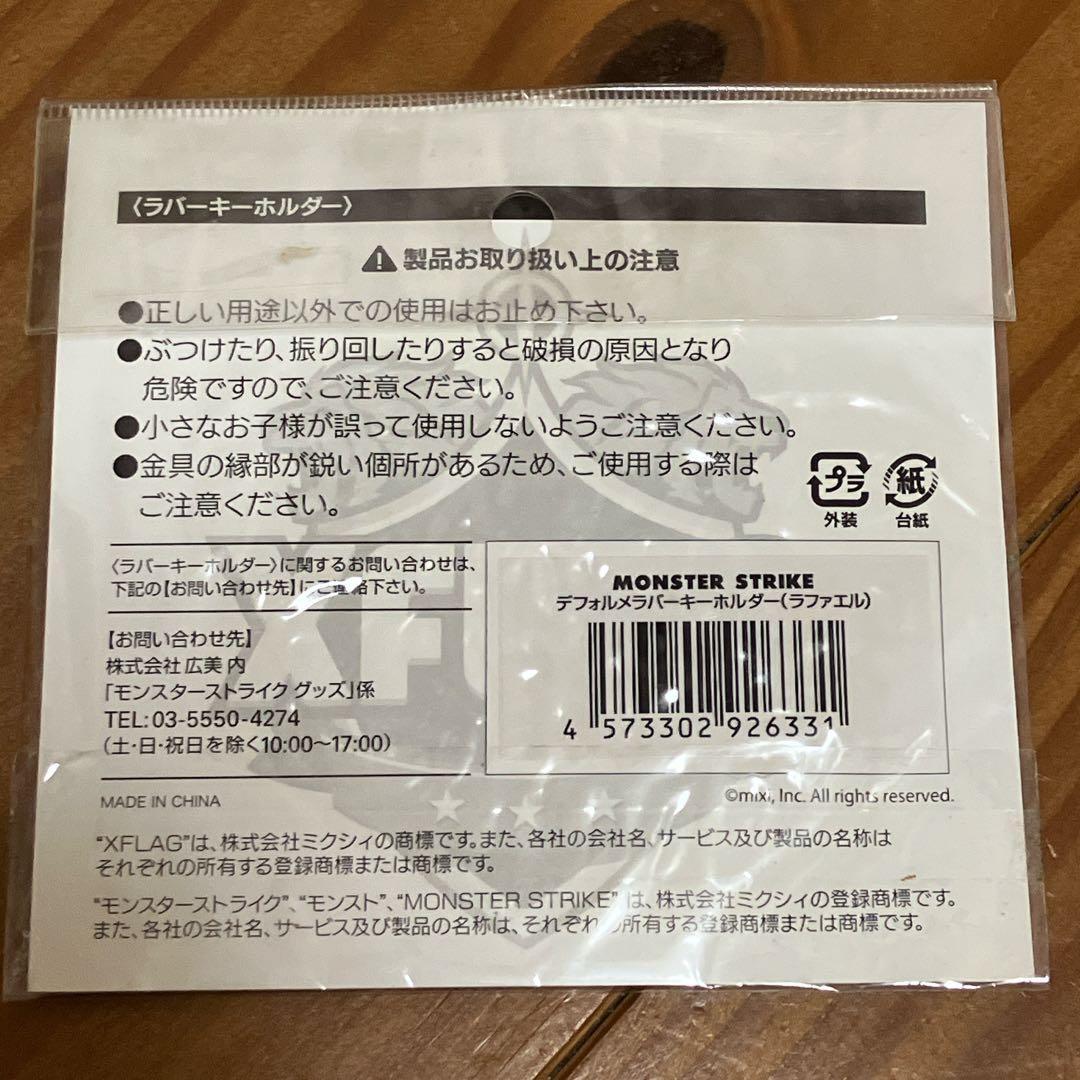 〈ラバーキーホルダー〉
製品お取り扱い上の注意
●正しい用途以外での使用はお止め下さい。
●ぶつけたり、振り回したりすると破損の原因となり
危険ですので、ご注意ください。
●小さなお子様が誤って使用しないようご注意ください。
●金具の縁部が鋭い個所があるため、ご使用する際は
ご注意ください。
プラ
外装
紙
台紙
〈ラバーキーホルダー〉に関するお問い合わせは、
下記の【お問い合わせ先】にご連絡下さい。
【お問い合わせ先】
株式会社 広美 内
「モンスターストライク グッズ」係
TEL:03-5550-4274
(土・日・祝日を除く10:00〜17:00)
MONSTER STRIKE
デフォルメラバーキーホルダー(ラファエル)
4 573302 926331
MADE IN CHINA
©mixi, Inc. All rights reserved.
“XFLAG”は、株式会社ミクシィの商標です。また、各社の会社名、サービス及び製品の名称は
それぞれの所有する登録商標または商標です。
“モンスターストライク”、“モンスト”、“MONSTER STRIKE”は、株式会社ミクシィの登録商標です。
また、各社の会社名、サービス及び製品の名称は、それぞれの所有する登録商標または商標です。